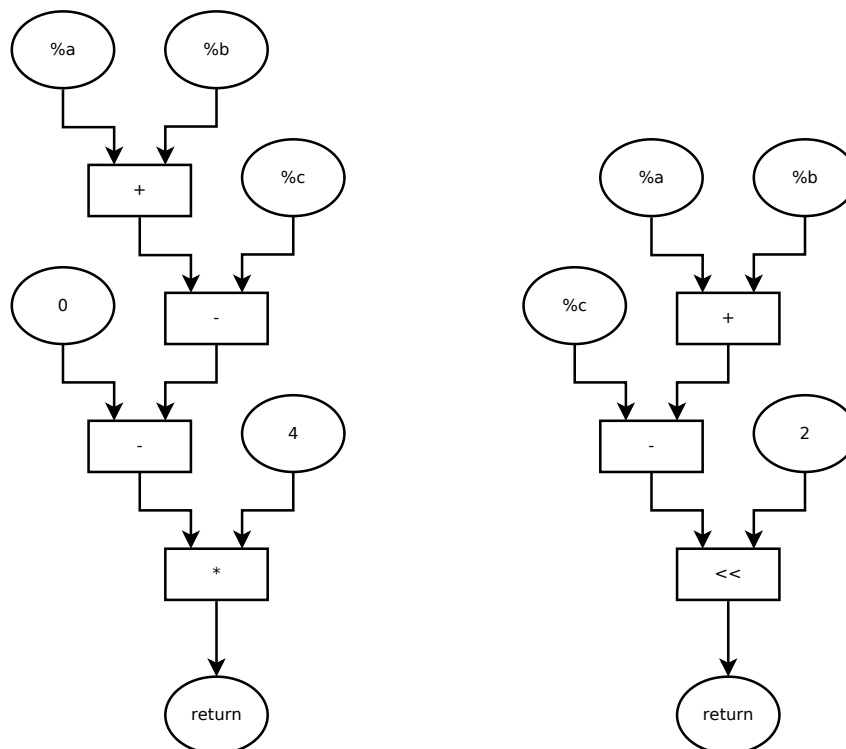 %a
%b
+
%c
0
-
-
4
*
return
%a
%b
%c
+
-
2
<<
return